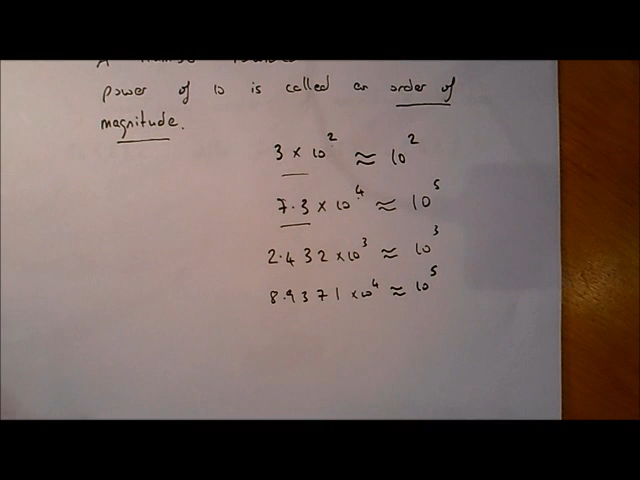 power of 10 is called an order of
magnitude.
3 × 10² ≈ 10²
7.3 × 10⁴ ≈ 10⁵
2.432 × 10³ ≈ 10³
8.9371 × 10⁴ ≈ 10⁵